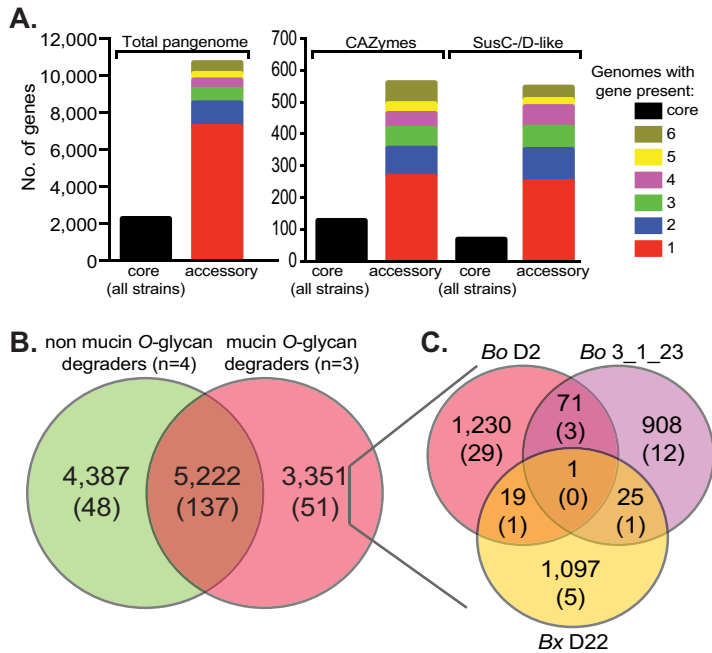 A.
Total pangenome
CAZymes
SusC-/D-like
No. of genes
12,000
10,000
8,000
6,000
4,000
2,000
0
core
(all strains)
accessory
700
600
500
400
300
200
100
0
core
(all strains)
accessory
core
(all strains)
accessory
Genomes with
gene present:
core
6
5
4
3
2
1
B.
non mucin O-glycan
degraders (n=4)
mucin O-glycan
degraders (n=3)
4,387
(48)
5,222
(137)
3,351
(51)
C.
Bo D2
Bo 3_1_23
1,230
(29)
71
(3)
908
(12)
1
(0)
19
(1)
25
(1)
1,097
(5)
Bx D22